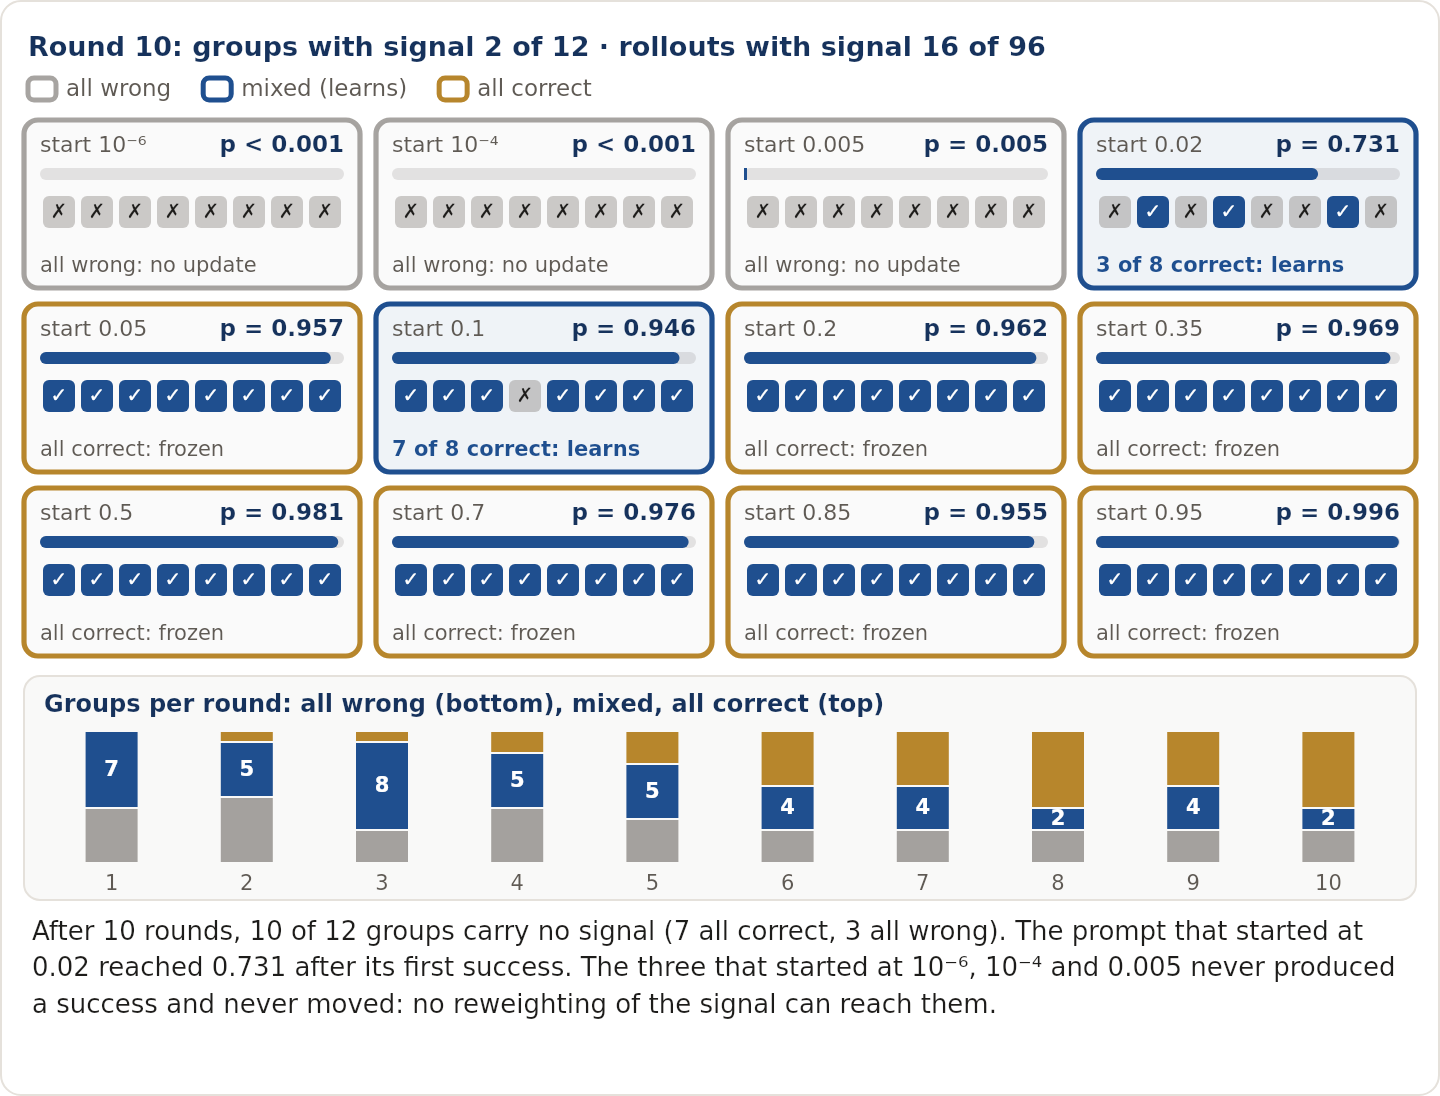 Round 10: groups with signal 2 of 12 · rollouts with signal 16 of 96
all wrong mixed (learns) all correct
start 10⁻⁶ p < 0.001
✗ ✗ ✗ ✗ ✗ ✗ ✗ ✗
all wrong: no update
start 10⁻⁴ p < 0.001
✗ ✗ ✗ ✗ ✗ ✗ ✗ ✗
all wrong: no update
start 0.005 p = 0.005
✗ ✗ ✗ ✗ ✗ ✗ ✗ ✗
all wrong: no update
start 0.02 p = 0.731
✗ ✓ ✗ ✓ ✗ ✗ ✓ ✗
3 of 8 correct: learns
start 0.05 p = 0.957
✓ ✓ ✓ ✓ ✓ ✓ ✓ ✓
all correct: frozen
start 0.1 p = 0.946
✓ ✓ ✓ ✗ ✓ ✓ ✓ ✓
7 of 8 correct: learns
start 0.2 p = 0.962
✓ ✓ ✓ ✓ ✓ ✓ ✓ ✓
all correct: frozen
start 0.35 p = 0.969
✓ ✓ ✓ ✓ ✓ ✓ ✓ ✓
all correct: frozen
start 0.5 p = 0.981
✓ ✓ ✓ ✓ ✓ ✓ ✓ ✓
all correct: frozen
start 0.7 p = 0.976
✓ ✓ ✓ ✓ ✓ ✓ ✓ ✓
all correct: frozen
start 0.85 p = 0.955
✓ ✓ ✓ ✓ ✓ ✓ ✓ ✓
all correct: frozen
start 0.95 p = 0.996
✓ ✓ ✓ ✓ ✓ ✓ ✓ ✓
all correct: frozen
Groups per round: all wrong (bottom), mixed, all correct (top)
7 5 8 5 5 4 4 2 4 2
1 2 3 4 5 6 7 8 9 10
After 10 rounds, 10 of 12 groups carry no signal (7 all correct, 3 all wrong). The prompt that started at
0.02 reached 0.731 after its first success. The three that started at 10⁻⁶, 10⁻⁴ and 0.005 never produced
a success and never moved: no reweighting of the signal can reach them.